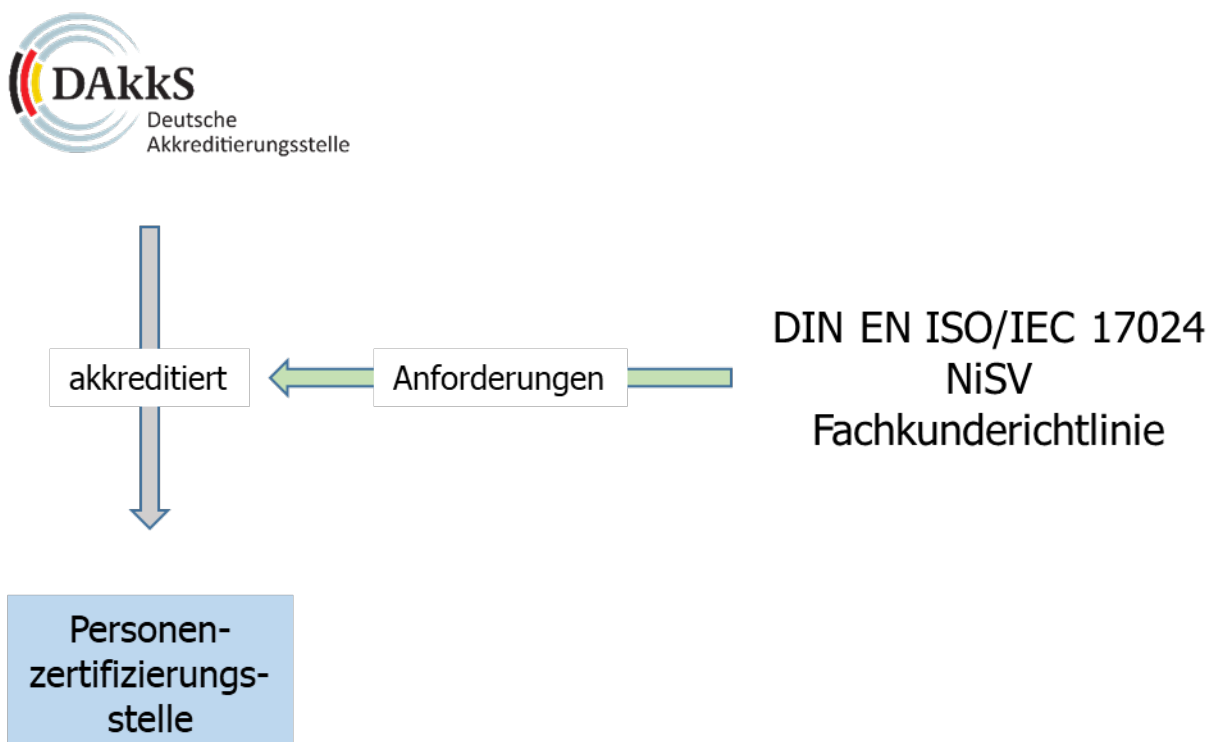 DAkkS
Deutsche
Akkreditierungsstelle
akkreditiert
Anforderungen
DIN EN ISO/IEC 17024
NiSV
Fachkunderichtlinie
Personen-
zertifizierungs-
stelle